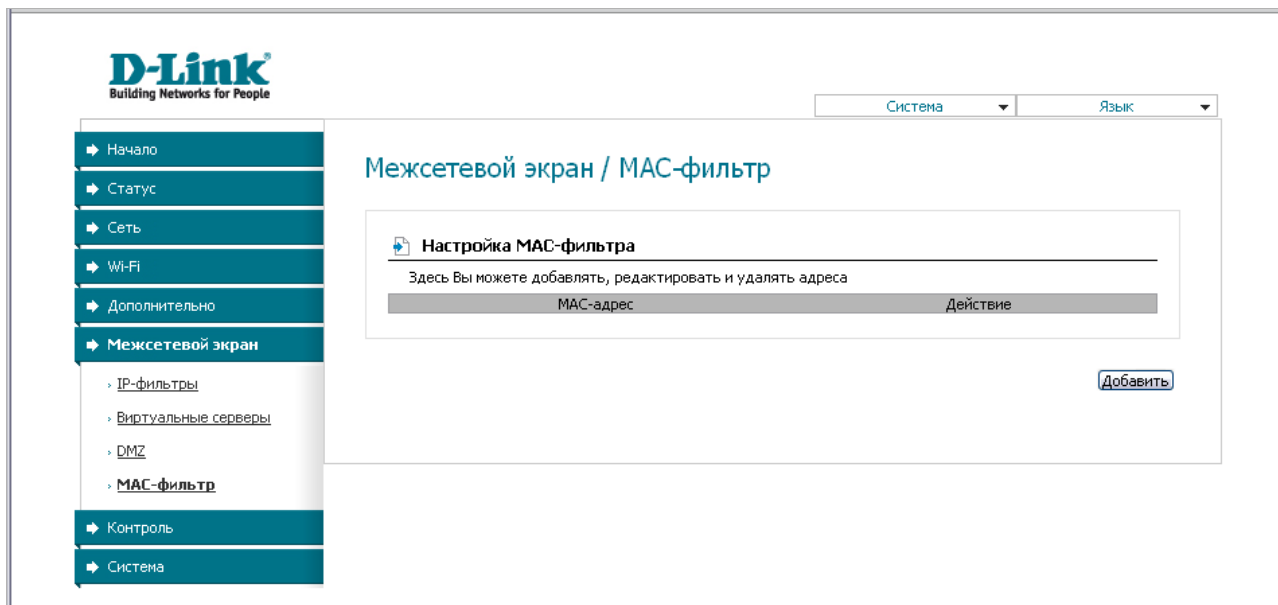 D-Link
Building Networks for People
Система
Язык
Начало
Статус
Сеть
Wi-Fi
Дополнительно
Межсетевой экран
IP-фильтры
Виртуальные серверы
DMZ
MAC-фильтр
Контроль
Система
Межсетевой экран / MAC-фильтр
Настройка MAC-фильтра
Здесь Вы можете добавлять, редактировать и удалять адреса
MAC-адрес Действие
Добавить